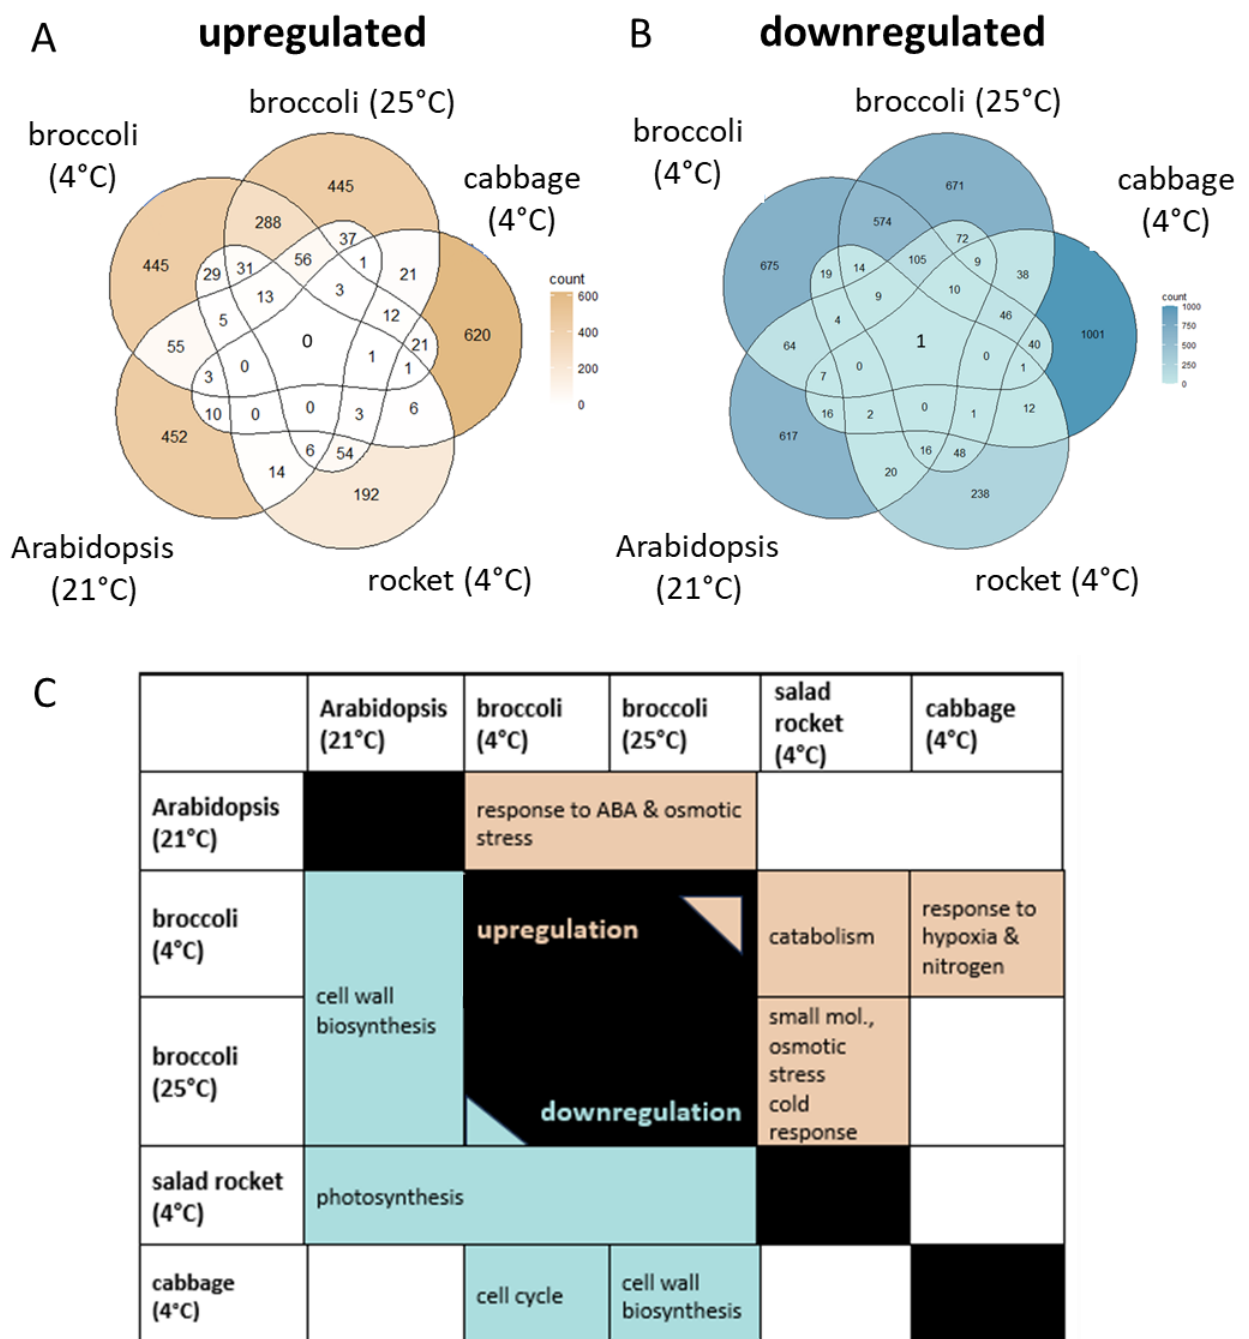 A
upregulated
B
downregulated
broccoli (25°C)
broccoli
(4°C)
cabbage
(4°C)
445
288
37
445
29
31
56
1
21
13
3
5
12
620
55
0
21
0
1
1
3
10
0
0
3
6
452
6
54
14
192
count
600
400
200
0
Arabidopsis
(21°C)
rocket (4°C)
broccoli (25°C)
broccoli
(4°C)
cabbage
(4°C)
671
574
72
675
19
14
105
9
38
9
10
4
46
1001
64
1
40
0
0
1
7
16
2
0
1
12
617
16
48
20
238
count
1000
750
500
250
0
Arabidopsis
(21°C)
rocket (4°C)
C
Arabidopsis
(21°C)
broccoli
(4°C)
broccoli
(25°C)
salad
rocket
(4°C)
cabbage
(4°C)
Arabidopsis
(21°C)
response to ABA & osmotic
stress
broccoli
(4°C)
cell wall
biosynthesis
upregulation
catabolism
response to
hypoxia &
nitrogen
broccoli
(25°C)
downregulation
small mol.,
osmotic
stress
cold
response
salad rocket
(4°C)
photosynthesis
cabbage
(4°C)
cell cycle
cell wall
biosynthesis